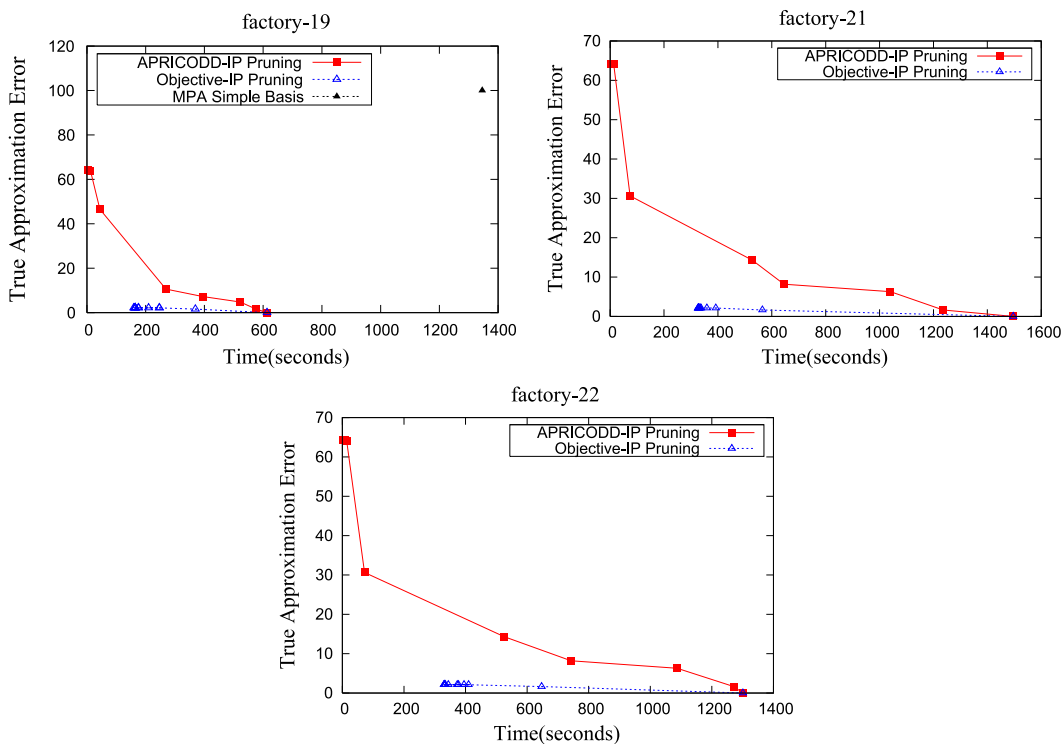 factory-19
120
100
80
60
40
20
0
True Approximation Error
APRICODD-IP Pruning
Objective-IP Pruning
MPA Simple Basis
0 200 400 600 800 1000 1200 1400
Time(seconds)
factory-21
70
60
50
40
30
20
10
0
True Approximation Error
APRICODD-IP Pruning
Objective-IP Pruning
0 200 400 600 800 1000 1200 1400 1600
Time(seconds)
factory-22
70
60
50
40
30
20
10
0
True Approximation Error
APRICODD-IP Pruning
Objective-IP Pruning
0 200 400 600 800 1000 1200 1400
Time(seconds)